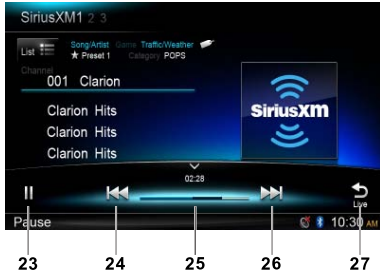 SiriusXM1 2 3
List Song/Artist Game Traffic/Weather
★ Preset 1 Category POPS
Channel
001 Clarion
Clarion Hits
Clarion Hits
Clarion Hits
SiriusXM
02:28
Live
Pause 10:30 AM
23 24 25 26 27